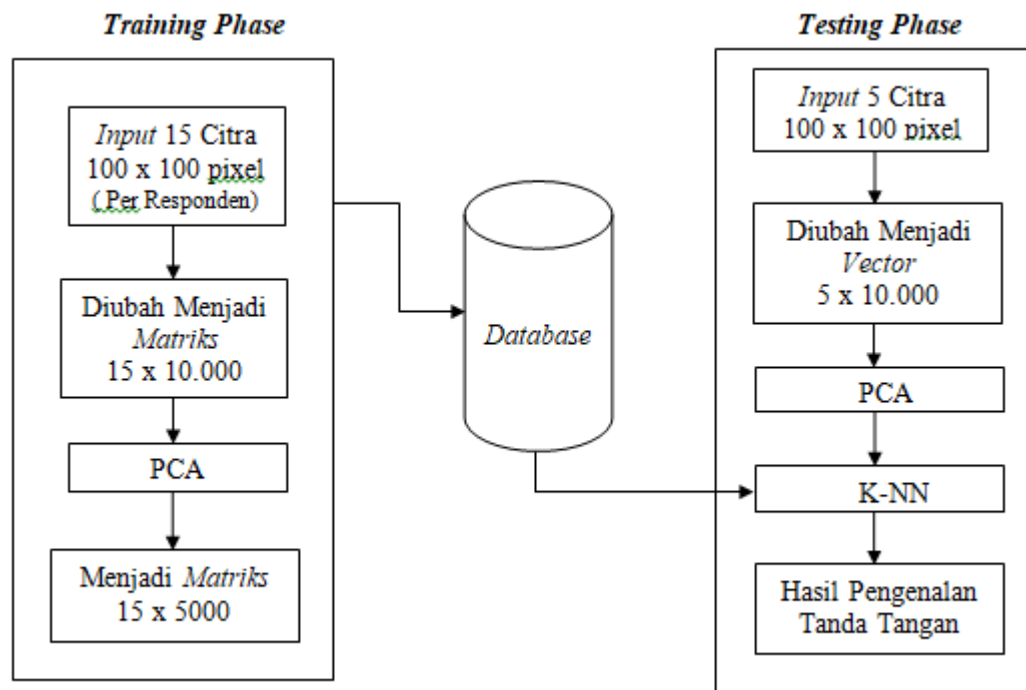 Training Phase
Input 15 Citra
100 x 100 pixel
( Per Responden)
Diubah Menjadi
Matriks
15 x 10.000
PCA
Menjadi Matriks
15 x 5000
Database
Testing Phase
Input 5 Citra
100 x 100 pixel
Diubah Menjadi
Vector
5 x 10.000
PCA
K-NN
Hasil Pengenalan
Tanda Tangan